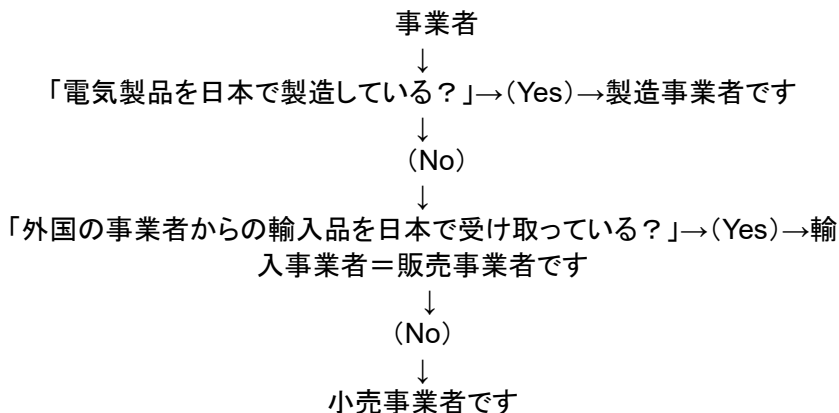 事業者
↓
「電気製品を日本で製造している？」→（Yes）→製造事業者です
↓
（No）
↓
「外国の事業者からの輸入品を日本で受け取っている？」→（Yes）→輸
入事業者＝販売事業者です
↓
（No）
↓
小売事業者です